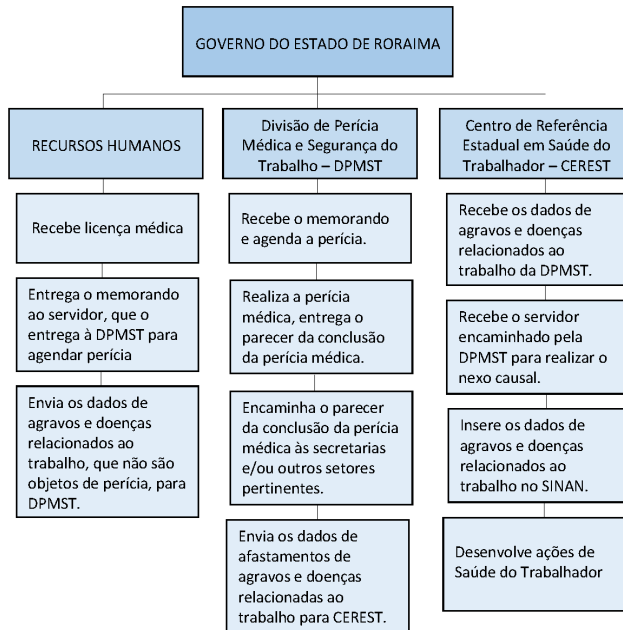 GOVERNO DO ESTADO DE RORAIMA
RECURSOS HUMANOS
Recebe licença médica
Entrega o memorando
ao servidor, que o
entrega à DPMST para
agendar perícia
Envia os dados de
agravos e doenças
relacionados ao
trabalho, que não são
objetos de perícia, para
DPMST.
Divisão de Perícia
Médica e Segurança do
Trabalho – DPMST
Recebe o memorando
e agenda a perícia.
Realiza a perícia
médica, entrega o
parecer da conclusão
da perícia médica.
Encaminha o parecer
da conclusão da perícia
médica às secretarias
e/ou outros setores
pertinentes.
Envia os dados de
afastamentos de
agravos e doenças
relacionadas ao
trabalho para CEREST.
Centro de Referência
Estadual em Saúde do
Trabalhador – CEREST
Recebe os dados de
agravos e doenças
relacionados ao
trabalho da DPMST.
Recebe o servidor
encaminhado pela
DPMST para realizar o
nexo causal.
Insere os dados de
agravos e doenças
relacionados ao
trabalho no SINAN.
Desenvolve ações de
Saúde do Trabalhador